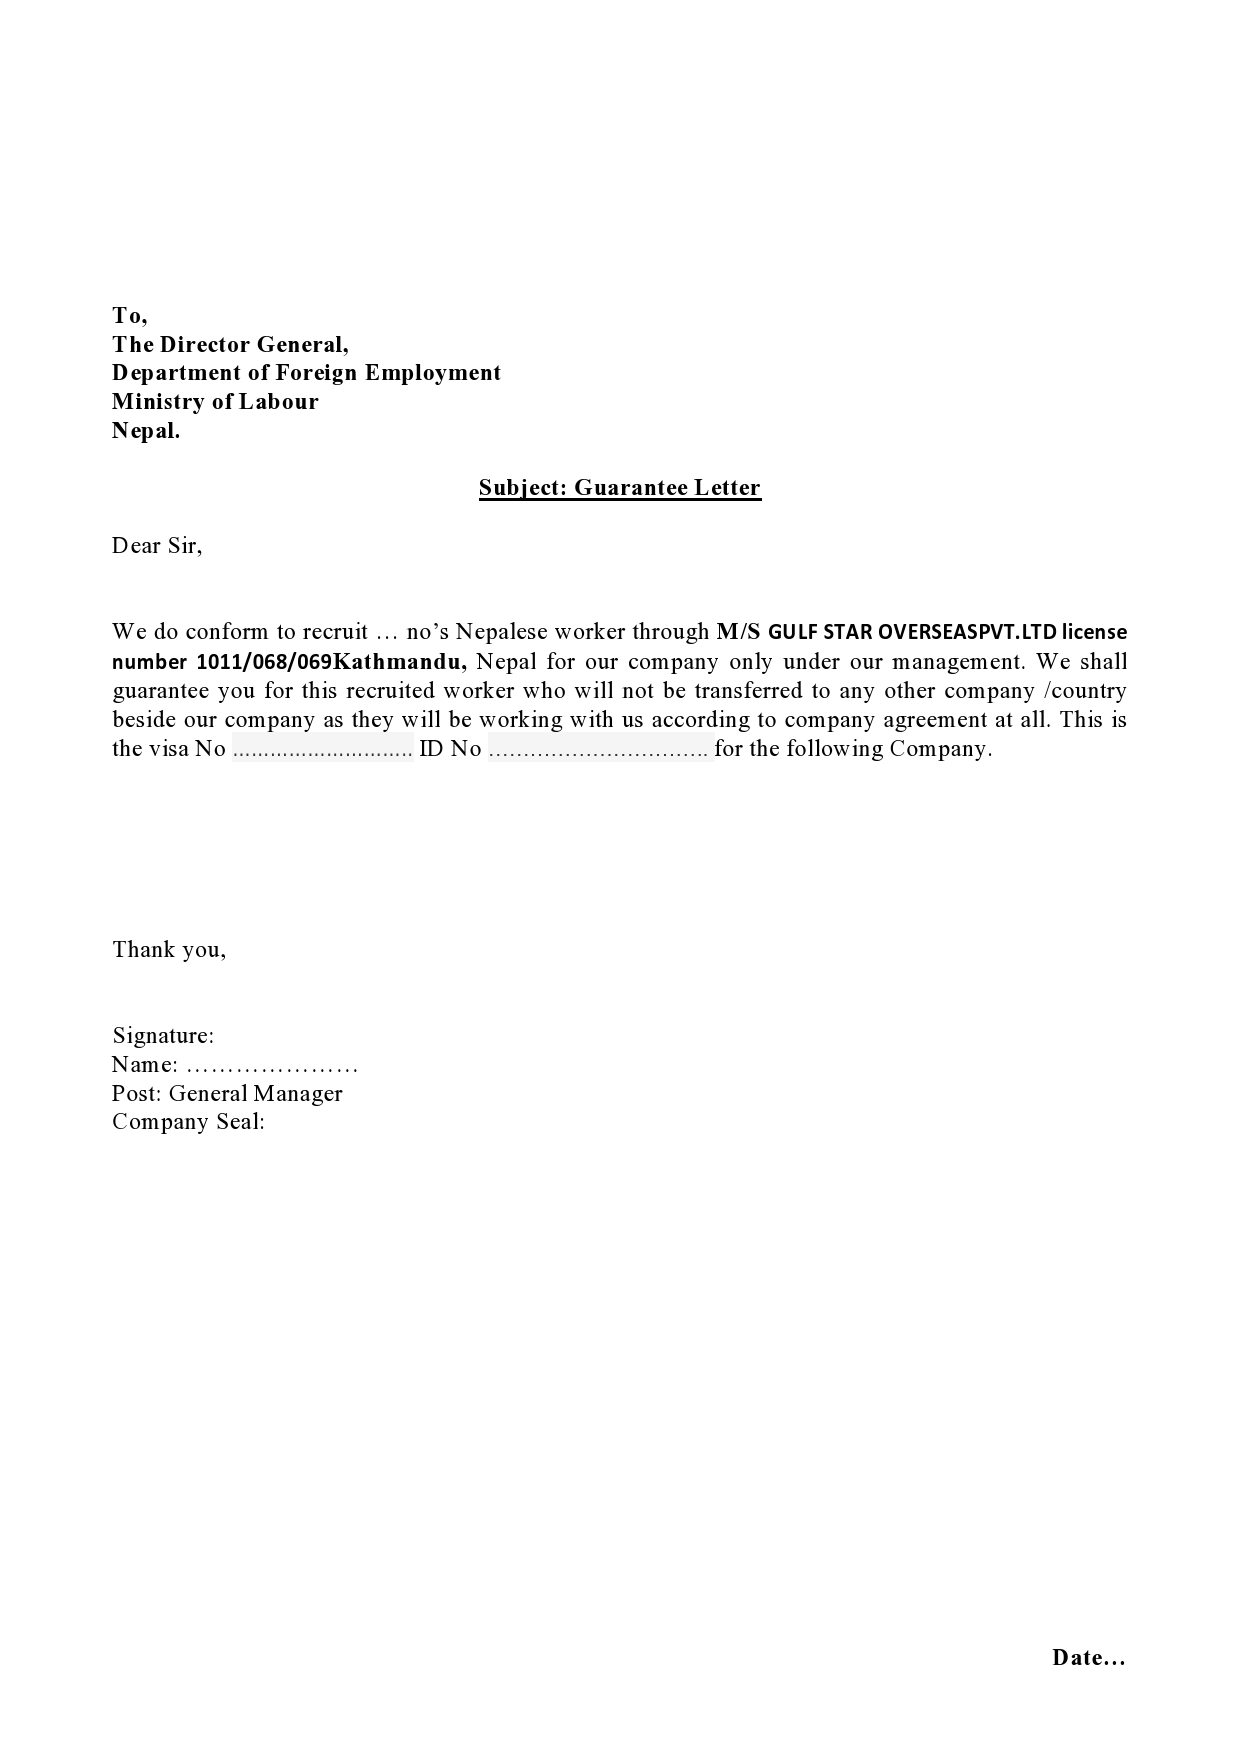 To,
The Director General,
Department of Foreign Employment
Ministry of Labour
Nepal.
Subject: Guarantee Letter
Dear Sir,
We do conform to recruit … no’s Nepalese worker through M/S GULF STAR OVERSEASPVT.LTD license
number 1011/068/069Kathmandu, Nepal for our company only under our management. We shall
guarantee you for this recruited worker who will not be transferred to any other company /country
beside our company as they will be working with us according to company agreement at all. This is
the visa No ............................. ID No ………………………….. for the following Company.
Thank you,
Signature:
Name: …………………
Post: General Manager
Company Seal:
Date…